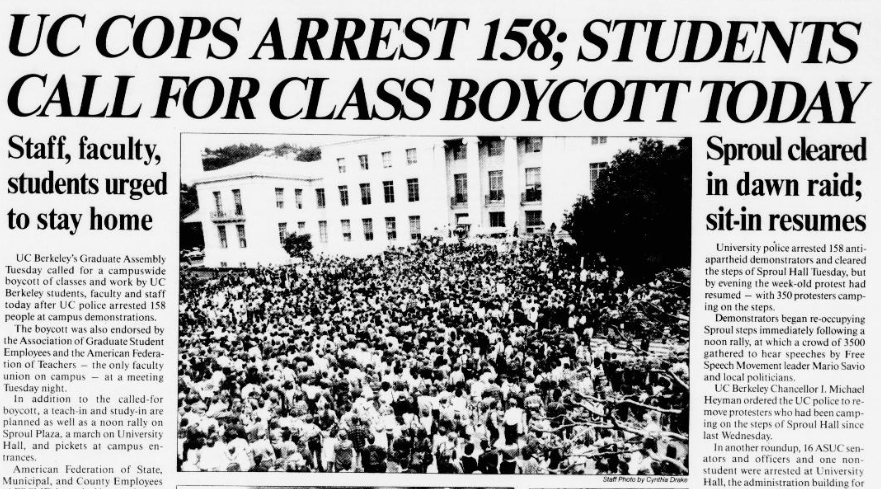 UC COPS ARREST 158; STUDENTS
CALL FOR CLASS BOYCOTT TODAY
Staff, faculty,
students urged
to stay home
UC Berkeley's Graduate Assembly
Tuesday called for a campuswide
boycott of classes and work by UC
Berkeley students, faculty and staff
today after UC police arrested 158
people at campus demonstrations.
The boycott was also endorsed by
the Association of Graduate Student
Employees and the American Federa-
tion of Teachers — the only faculty
union on campus — at a meeting
Tuesday night.
In addition to the called-for
boycott, a teach-in and study-in are
planned as well as a noon rally on
Sproul Plaza, a march on University
Hall, and pickets at campus en-
trances.
American Federation of State,
Municipal, and County Employees
Staff Photo by Cynthia Drake
Sproul cleared
in dawn raid;
sit-in resumes
University police arrested 158 anti-
apartheid demonstrators and cleared
the steps of Sproul Hall Tuesday, but
by evening the week-old protest had
resumed — with 350 protesters camp-
ing on the steps.
Demonstrators began re-occupying
Sproul steps immediately following a
noon rally, at which a crowd of 3500
gathered to hear speeches by Free
Speech Movement leader Mario Savio
and local politicians.
UC Berkeley Chancellor I. Michael
Heyman ordered the UC police to re-
move protesters who had been camp-
ing on the steps of Sproul Hall since
last Wednesday.
In another roundup, 16 ASUC sen-
ators and officers and one non-
student were arrested at University
Hall, the administration building for